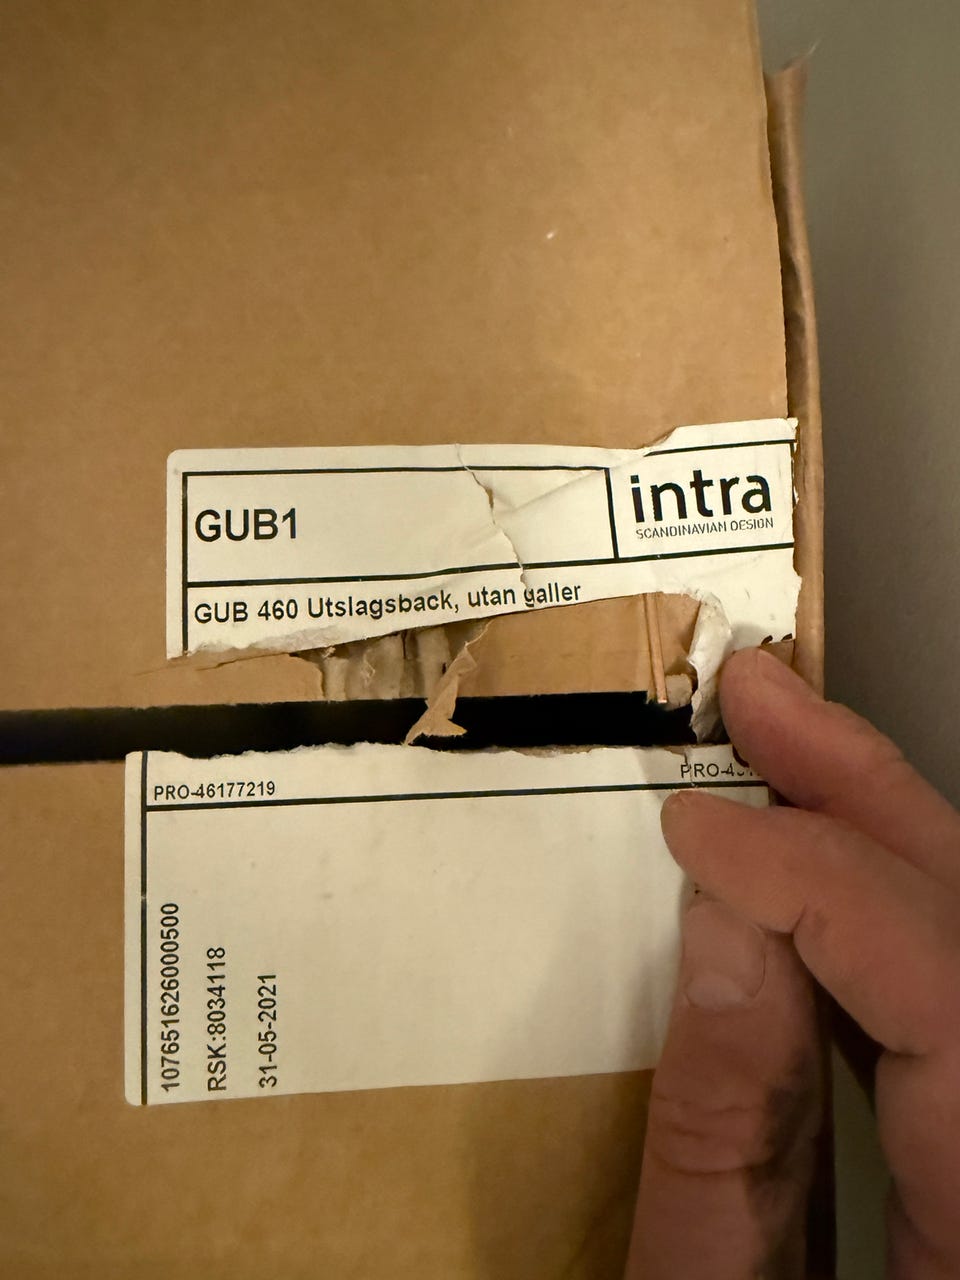 GUB1
intra
SCANDINAVIAN DESIGN
GUB 460 Utslagsback, utan galler
PRO-46177219
107651626000500
RSK:8034118
31-05-2021